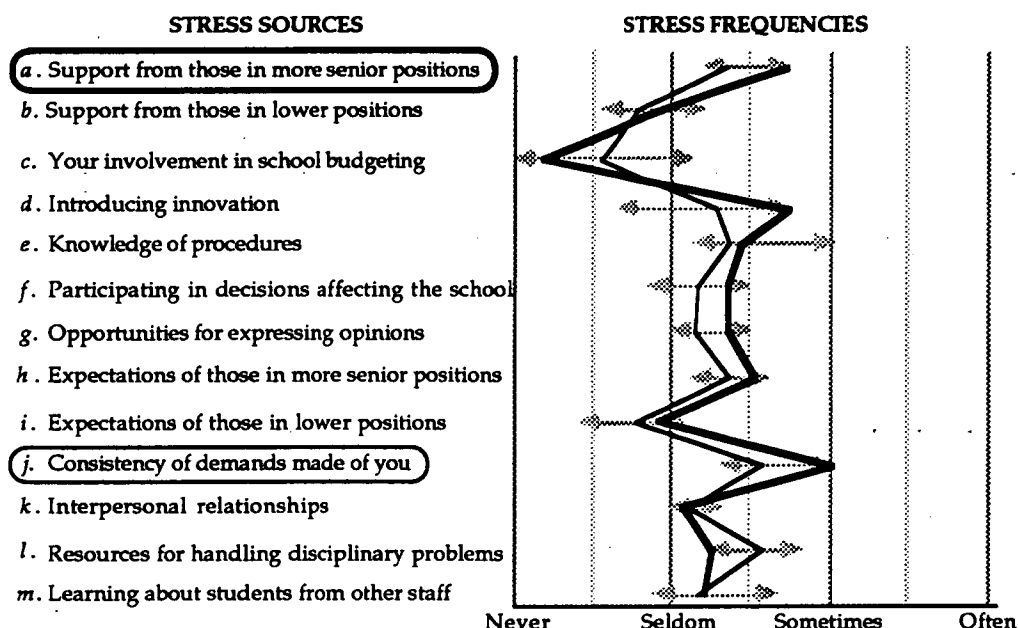 STRESS SOURCES STRESS FREQUENCIES
a. Support from those in more senior positions
b. Support from those in lower positions
c. Your involvement in school budgeting
d. Introducing innovation
e. Knowledge of procedures
f. Participating in decisions affecting the school
g. Opportunities for expressing opinions
h. Expectations of those in more senior positions
i. Expectations of those in lower positions
j. Consistency of demands made of you
k. Interpersonal relationships
l. Resources for handling disciplinary problems
m. Learning about students from other staff
Never Seldom Sometimes Often